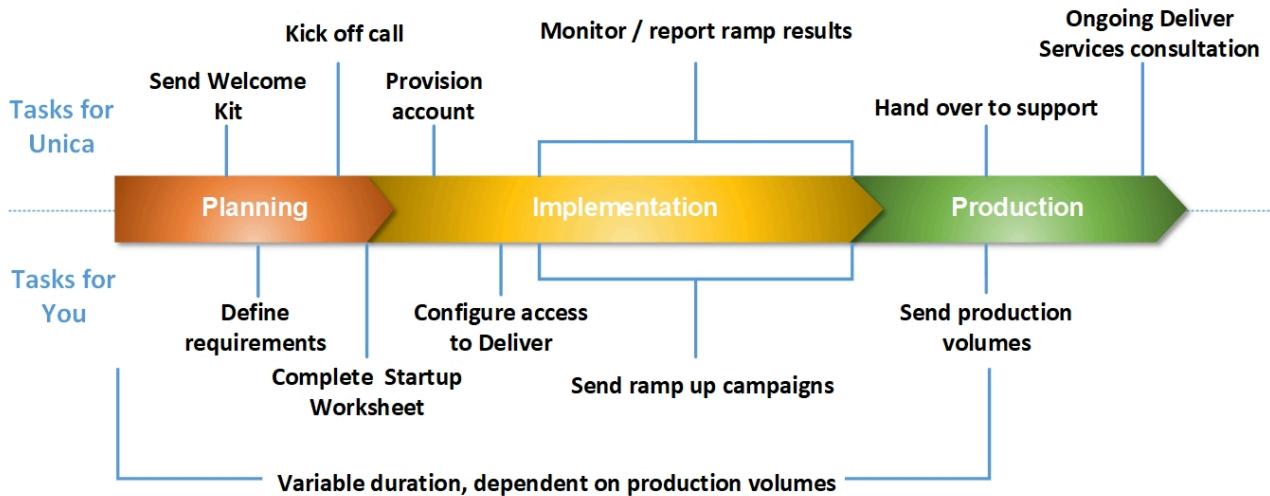 Kick off call
Monitor / report ramp results
Ongoing Deliver
Services consultation
Send Welcome
Kit
Provision
account
Hand over to support
Tasks for
Unica
Planning
Implementation
Production
Tasks for
You
Define
requirements
Configure access
to Deliver
Send production
volumes
Complete Startup
Worksheet
Send ramp up campaigns
Variable duration, dependent on production volumes